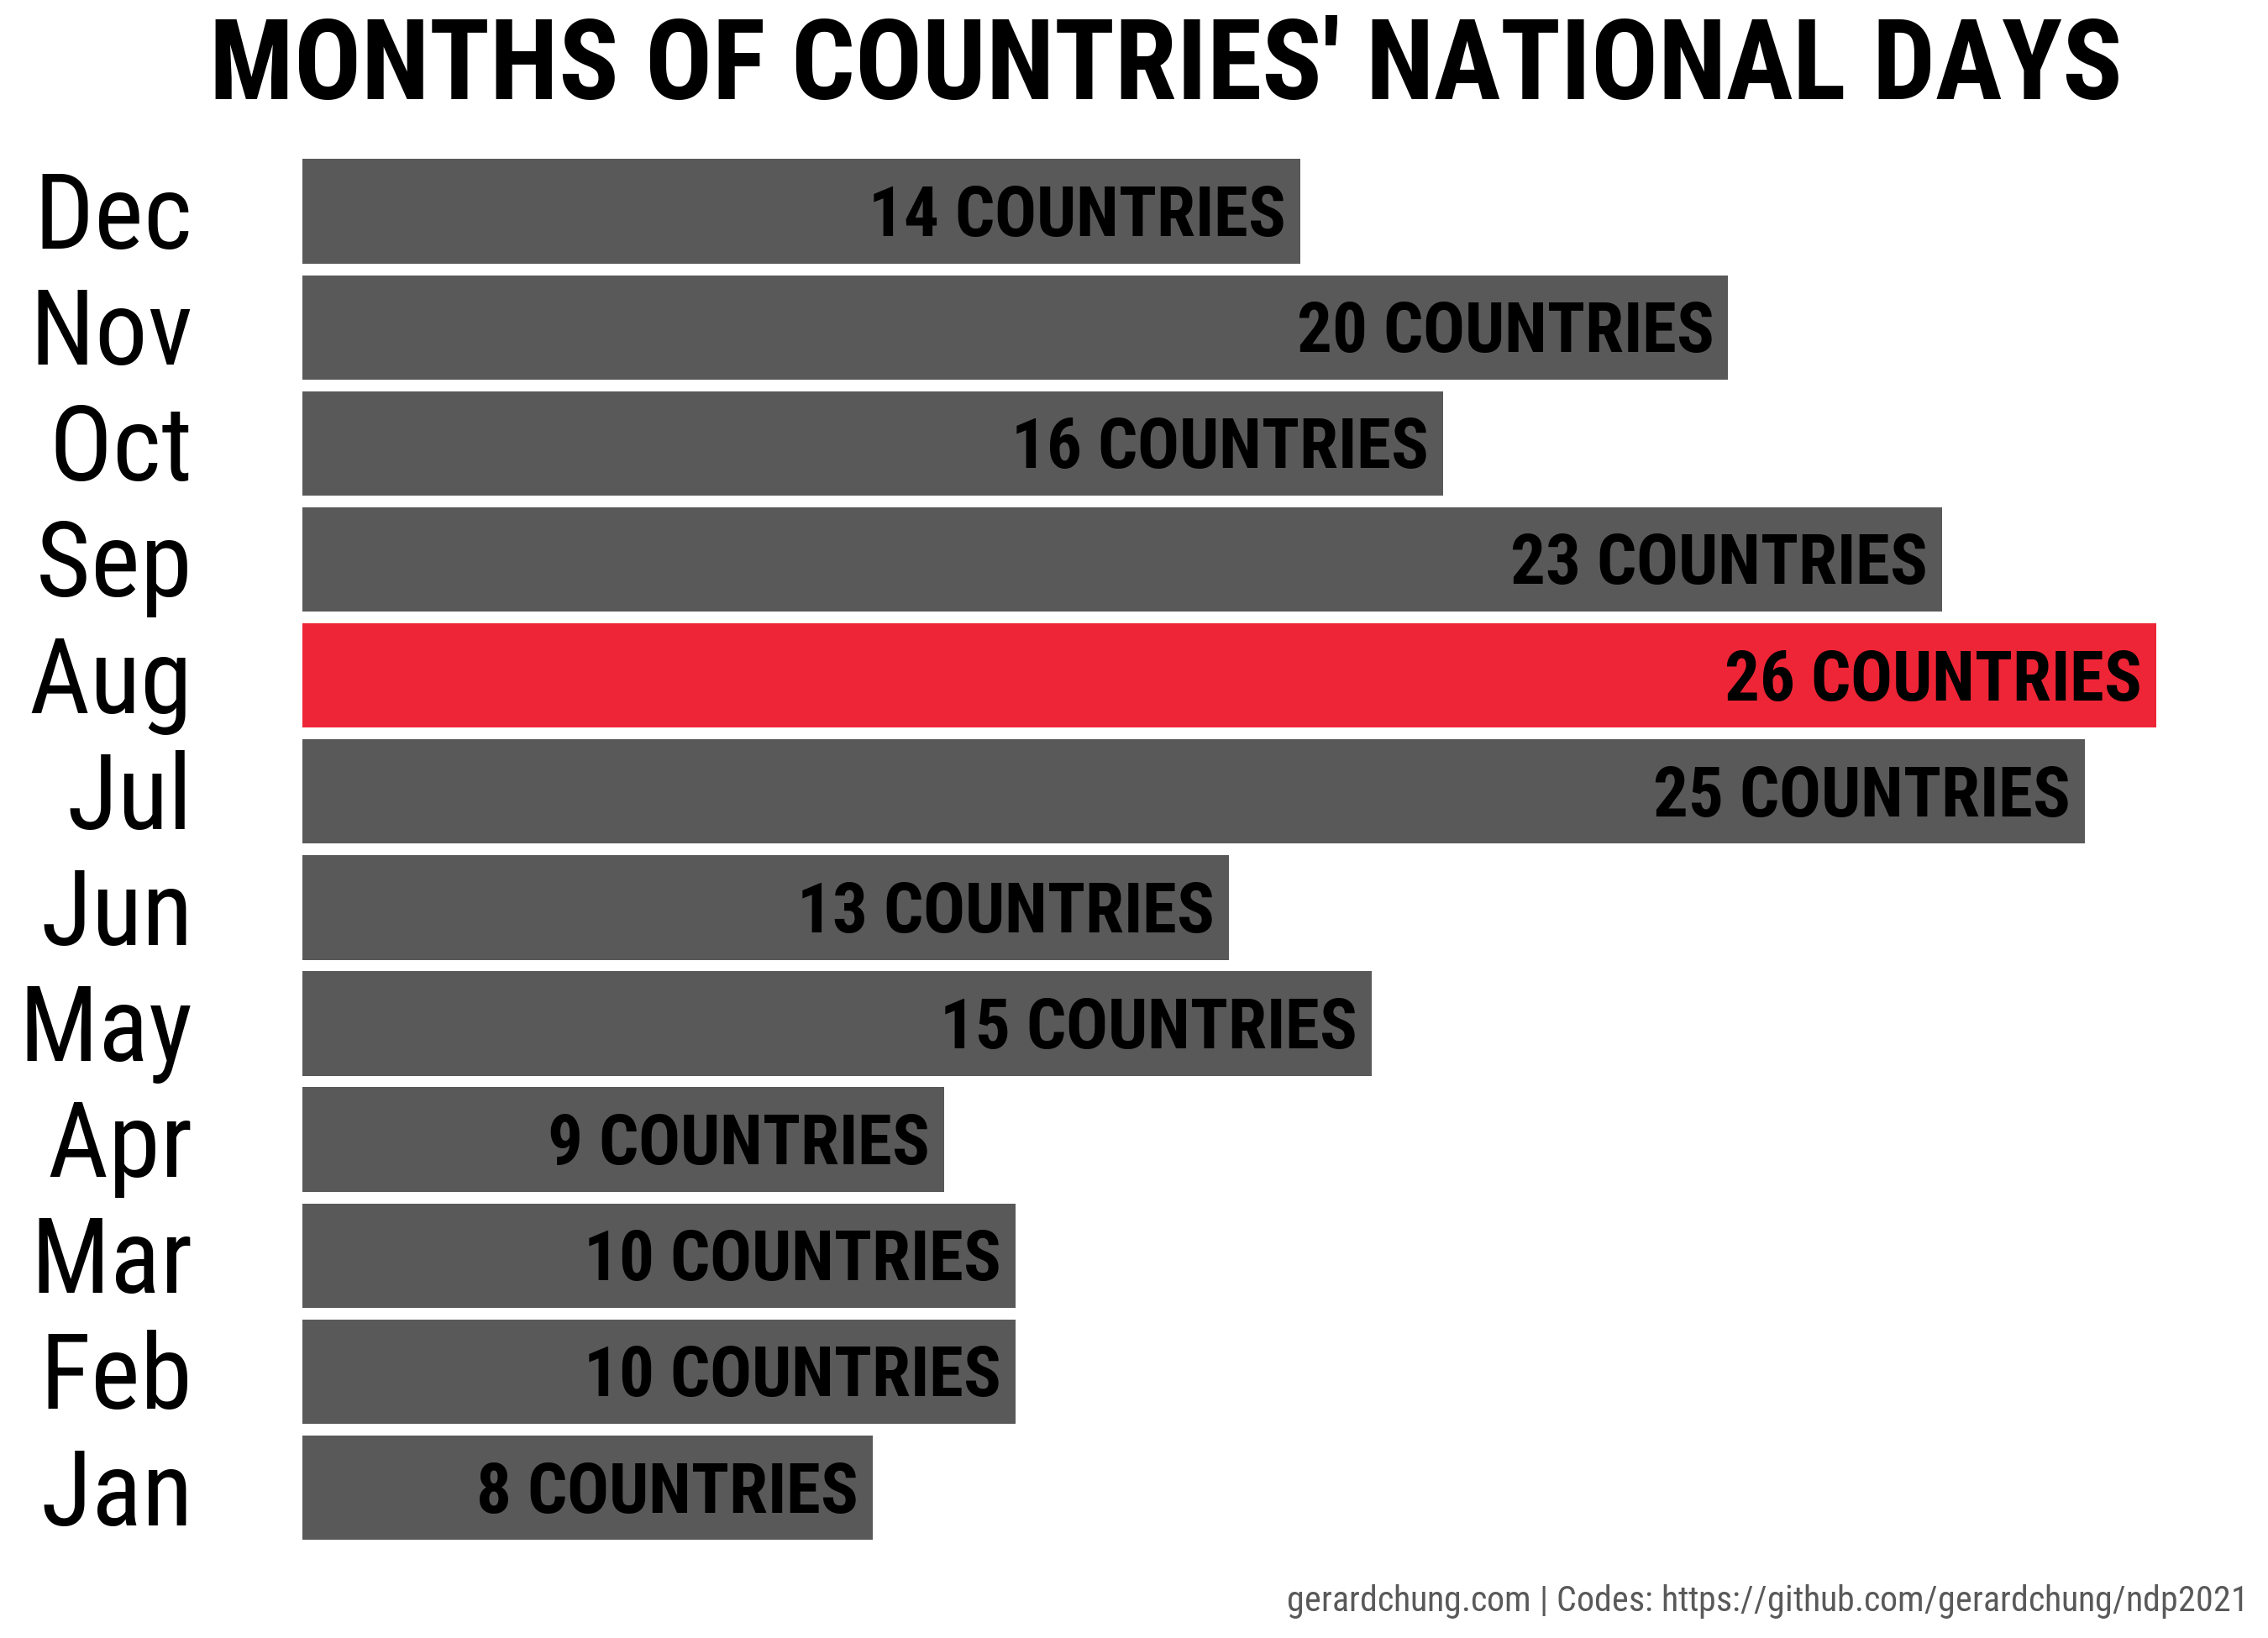 MONTHS OF COUNTRIES' NATIONAL DAYS
Dec 14 COUNTRIES
Nov 20 COUNTRIES
Oct 16 COUNTRIES
Sep 23 COUNTRIES
Aug 26 COUNTRIES
Jul 25 COUNTRIES
Jun 13 COUNTRIES
May 15 COUNTRIES
Apr 9 COUNTRIES
Mar 10 COUNTRIES
Feb 10 COUNTRIES
Jan 8 COUNTRIES
gerardchung.com | Codes: https://github.com/gerardchung/ndp2021